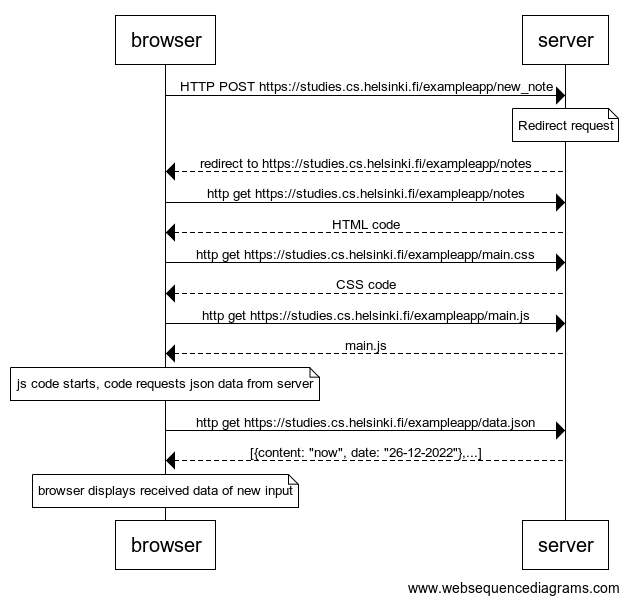 browser server
HTTP POST https://studies.cs.helsinki.fi/exampleapp/new_note
Redirect request
redirect to https://studies.cs.helsinki.fi/exampleapp/notes
http get https://studies.cs.helsinki.fi/exampleapp/notes
HTML code
http get https://studies.cs.helsinki.fi/exampleapp/main.css
CSS code
http get https://studies.cs.helsinki.fi/exampleapp/main.js
main.js
js code starts, code requests json data from server
http get https://studies.cs.helsinki.fi/exampleapp/data.json
[{content: "now", date: "26-12-2022"},...]
browser displays received data of new input
browser server
www.websequencediagrams.com